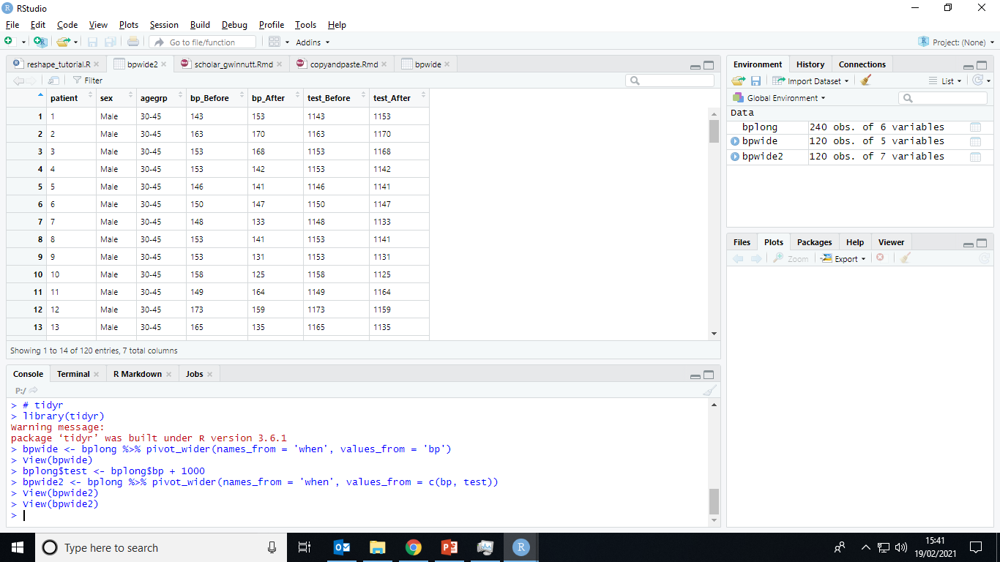 RStudio
File Edit Code View Plots Session Build Debug Profile Tools Help
Go to file/function Addins Project: (None)
reshape_tutorial.R bpwide2 scholar_gwinnutt.Rmd copyandpaste.Rmd bpwide
Filter
patient sex agegrp bp_Before bp_After test_Before test_After
1 1 Male 30-45 143 153 1143 1153
2 2 Male 30-45 163 170 1163 1170
3 3 Male 30-45 153 168 1153 1168
4 4 Male 30-45 153 142 1153 1142
5 5 Male 30-45 146 141 1146 1141
6 6 Male 30-45 150 147 1150 1147
7 7 Male 30-45 148 133 1148 1133
8 8 Male 30-45 153 141 1153 1141
9 9 Male 30-45 153 131 1153 1131
10 10 Male 30-45 158 125 1158 1125
11 11 Male 30-45 149 164 1149 1164
12 12 Male 30-45 173 159 1173 1159
13 13 Male 30-45 165 135 1165 1135
Showing 1 to 14 of 120 entries, 7 total columns
Console Terminal R Markdown Jobs
P:/
> # tidyr
> library(tidyr)
Warning message:
package ‘tidyr’ was built under R version 3.6.1
> bpwide <- bplong %>% pivot_wider(names_from = 'when', values_from = 'bp')
> View(bpwide)
> bplong$test <- bplong$bp + 1000
> bpwide2 <- bplong %>% pivot_wider(names_from = 'when', values_from = c(bp, test))
> View(bpwide2)
> View(bpwide2)
>
Environment History Connections
Import Dataset List
Global Environment
Data
bplong 240 obs. of 6 variables
bpwide 120 obs. of 5 variables
bpwide2 120 obs. of 7 variables
Files Plots Packages Help Viewer
Zoom Export
Type here to search
15:41
19/02/2021